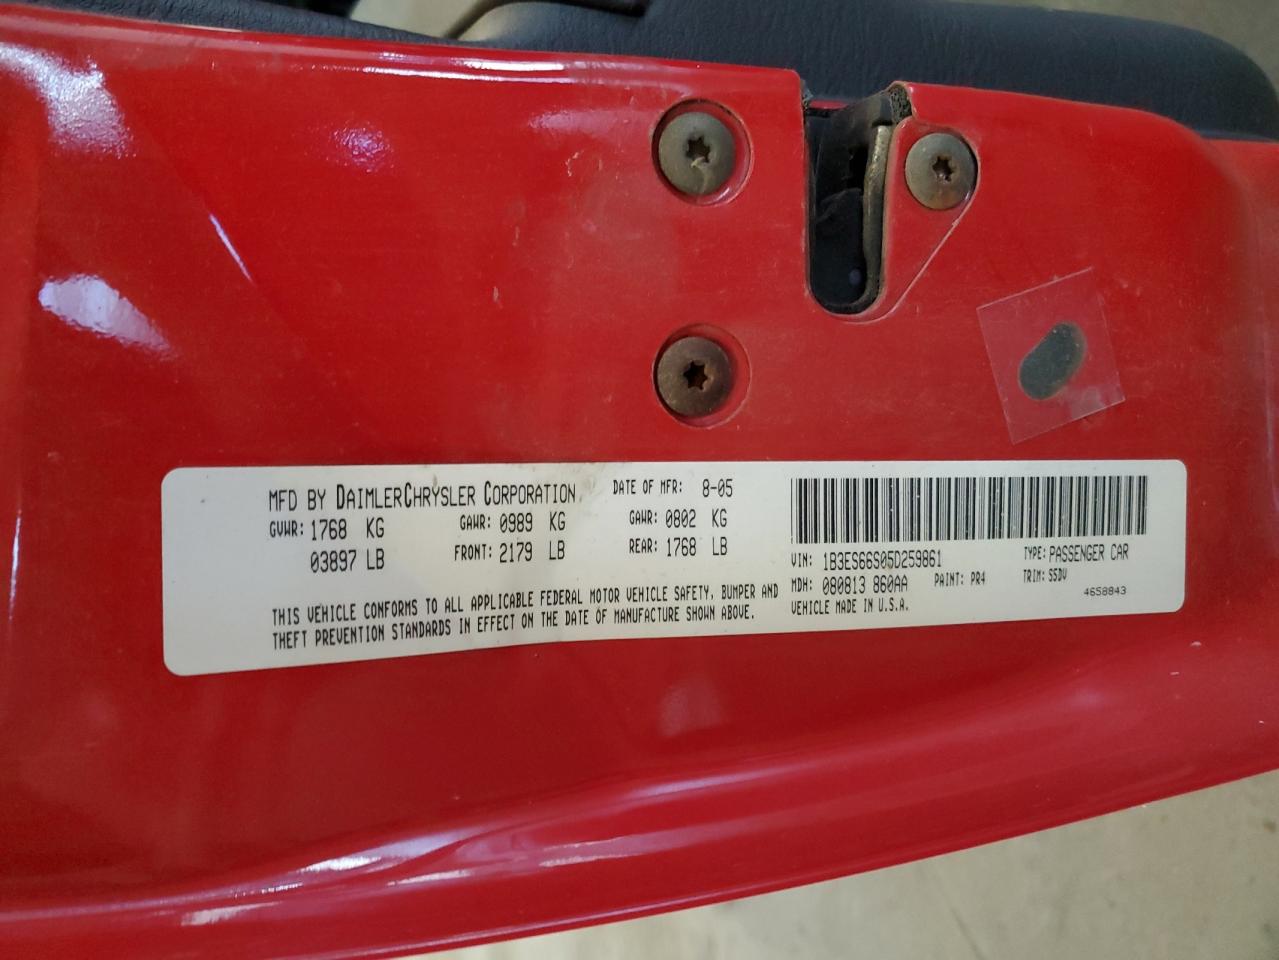 MFD BY DAIMLERCHRYSLER CORPORATION DATE OF MFR: 8-05
GVWR: 1768 KG GAWR: 0989 KG GAWR: 0802 KG
03897 LB FRONT: 2179 LB REAR: 1768 LB
THIS VEHICLE CONFORMS TO ALL APPLICABLE FEDERAL MOTOR VEHICLE SAFETY, BUMPER AND
THEFT PREVENTION STANDARDS IN EFFECT ON THE DATE OF MANUFACTURE SHOWN ABOVE.
VIN: 1B3ES66S05D259861 TYPE: PASSENGER CAR
MDH: 080813 860AA PAINT: PR4 TRIM: S5DV
VEHICLE MADE IN U.S.A. 4658843